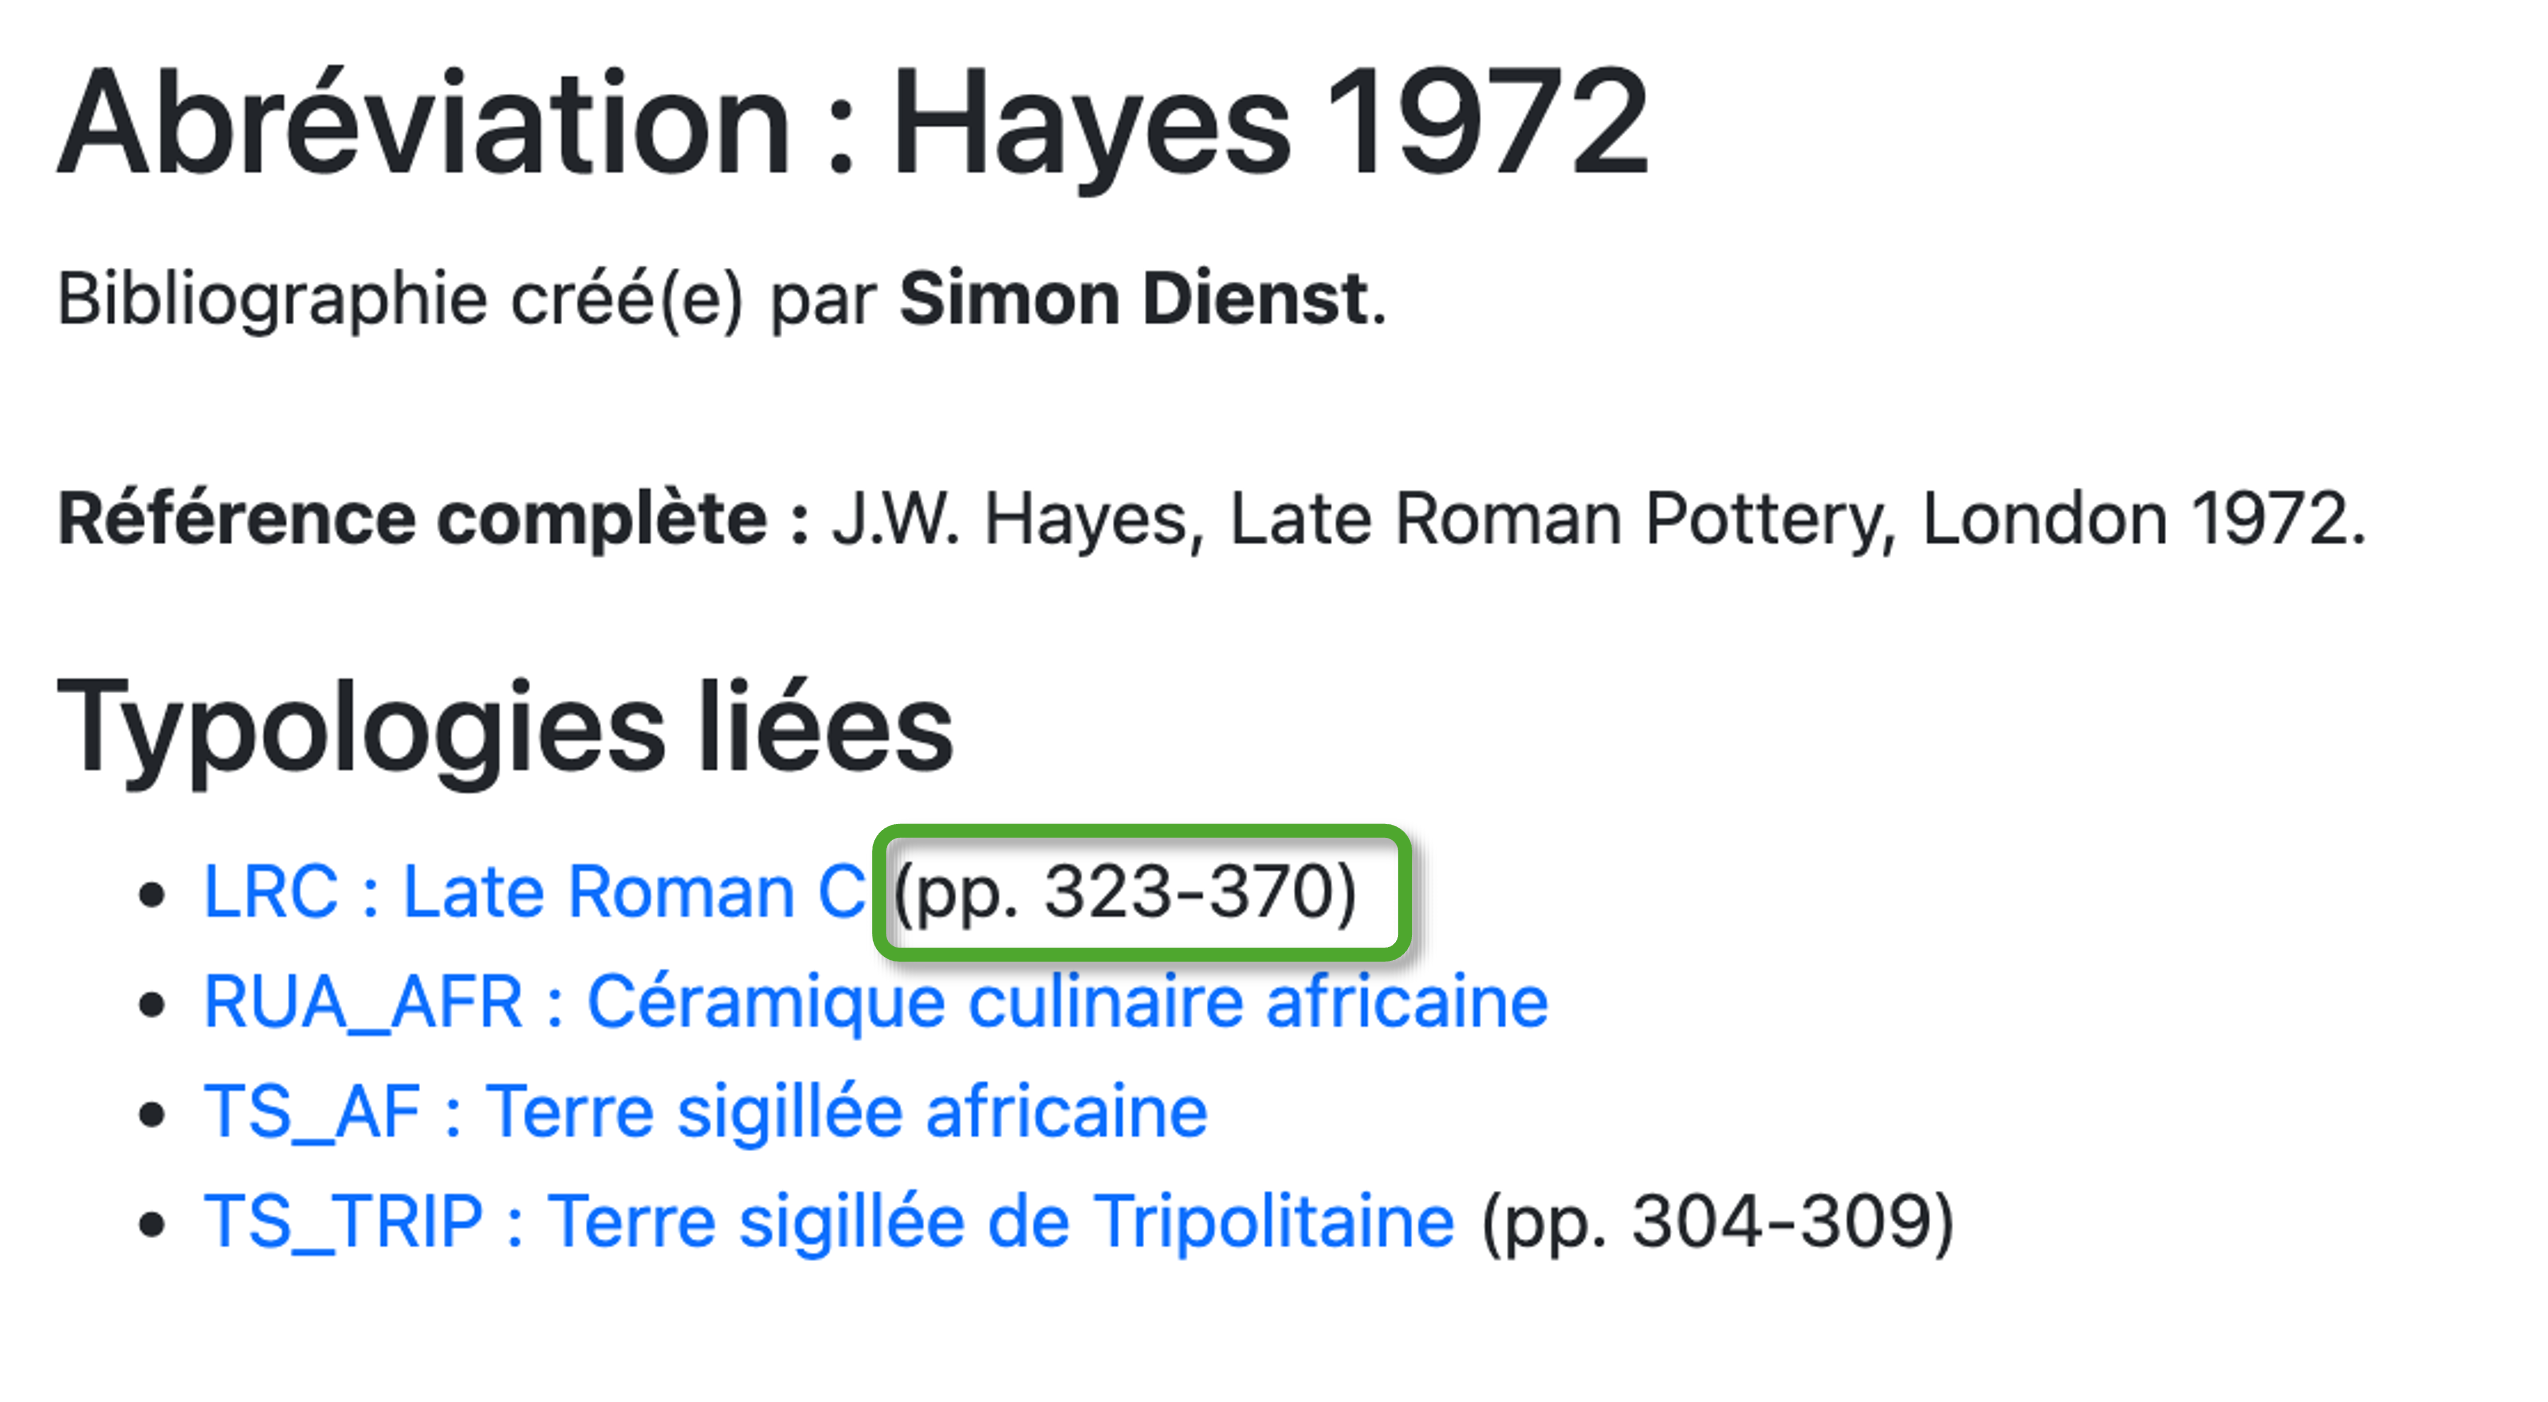 Abréviation : Hayes 1972
Bibliographie créé(e) par Simon Dienst.
Référence complète : J.W. Hayes, Late Roman Pottery, London 1972.
Typologies liées
• LRC : Late Roman C (pp. 323-370)
• RUA_AFR : Céramique culinaire africaine
• TS_AF : Terre sigillée africaine
• TS_TRIP : Terre sigillée de Tripolitaine (pp. 304-309)